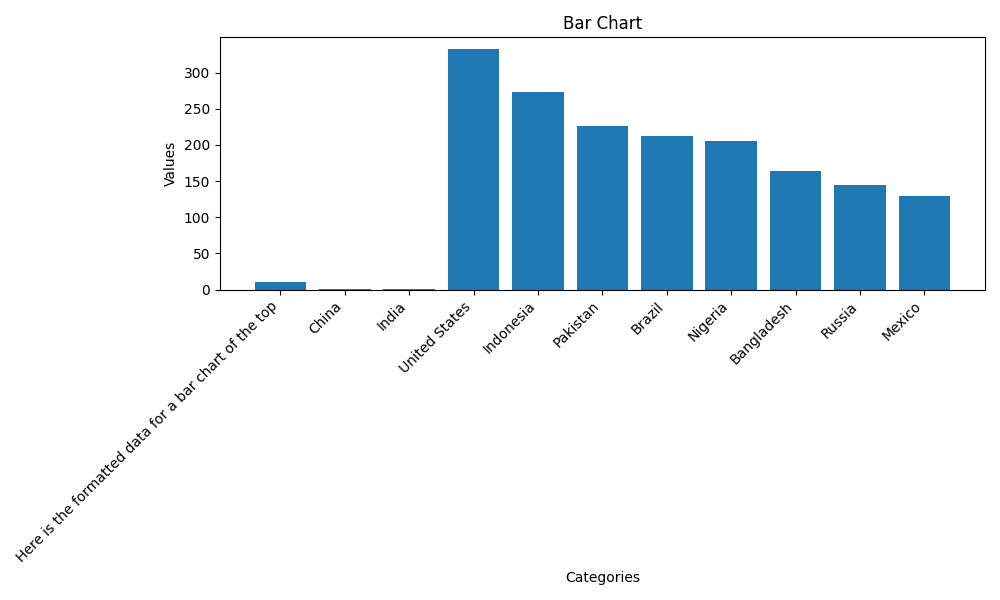 Bar Chart
Values
300
250
200
150
100
50
0
Here is the formatted data for a bar chart of the top
China
India
United States
Indonesia
Pakistan
Brazil
Nigeria
Bangladesh
Russia
Mexico
Categories